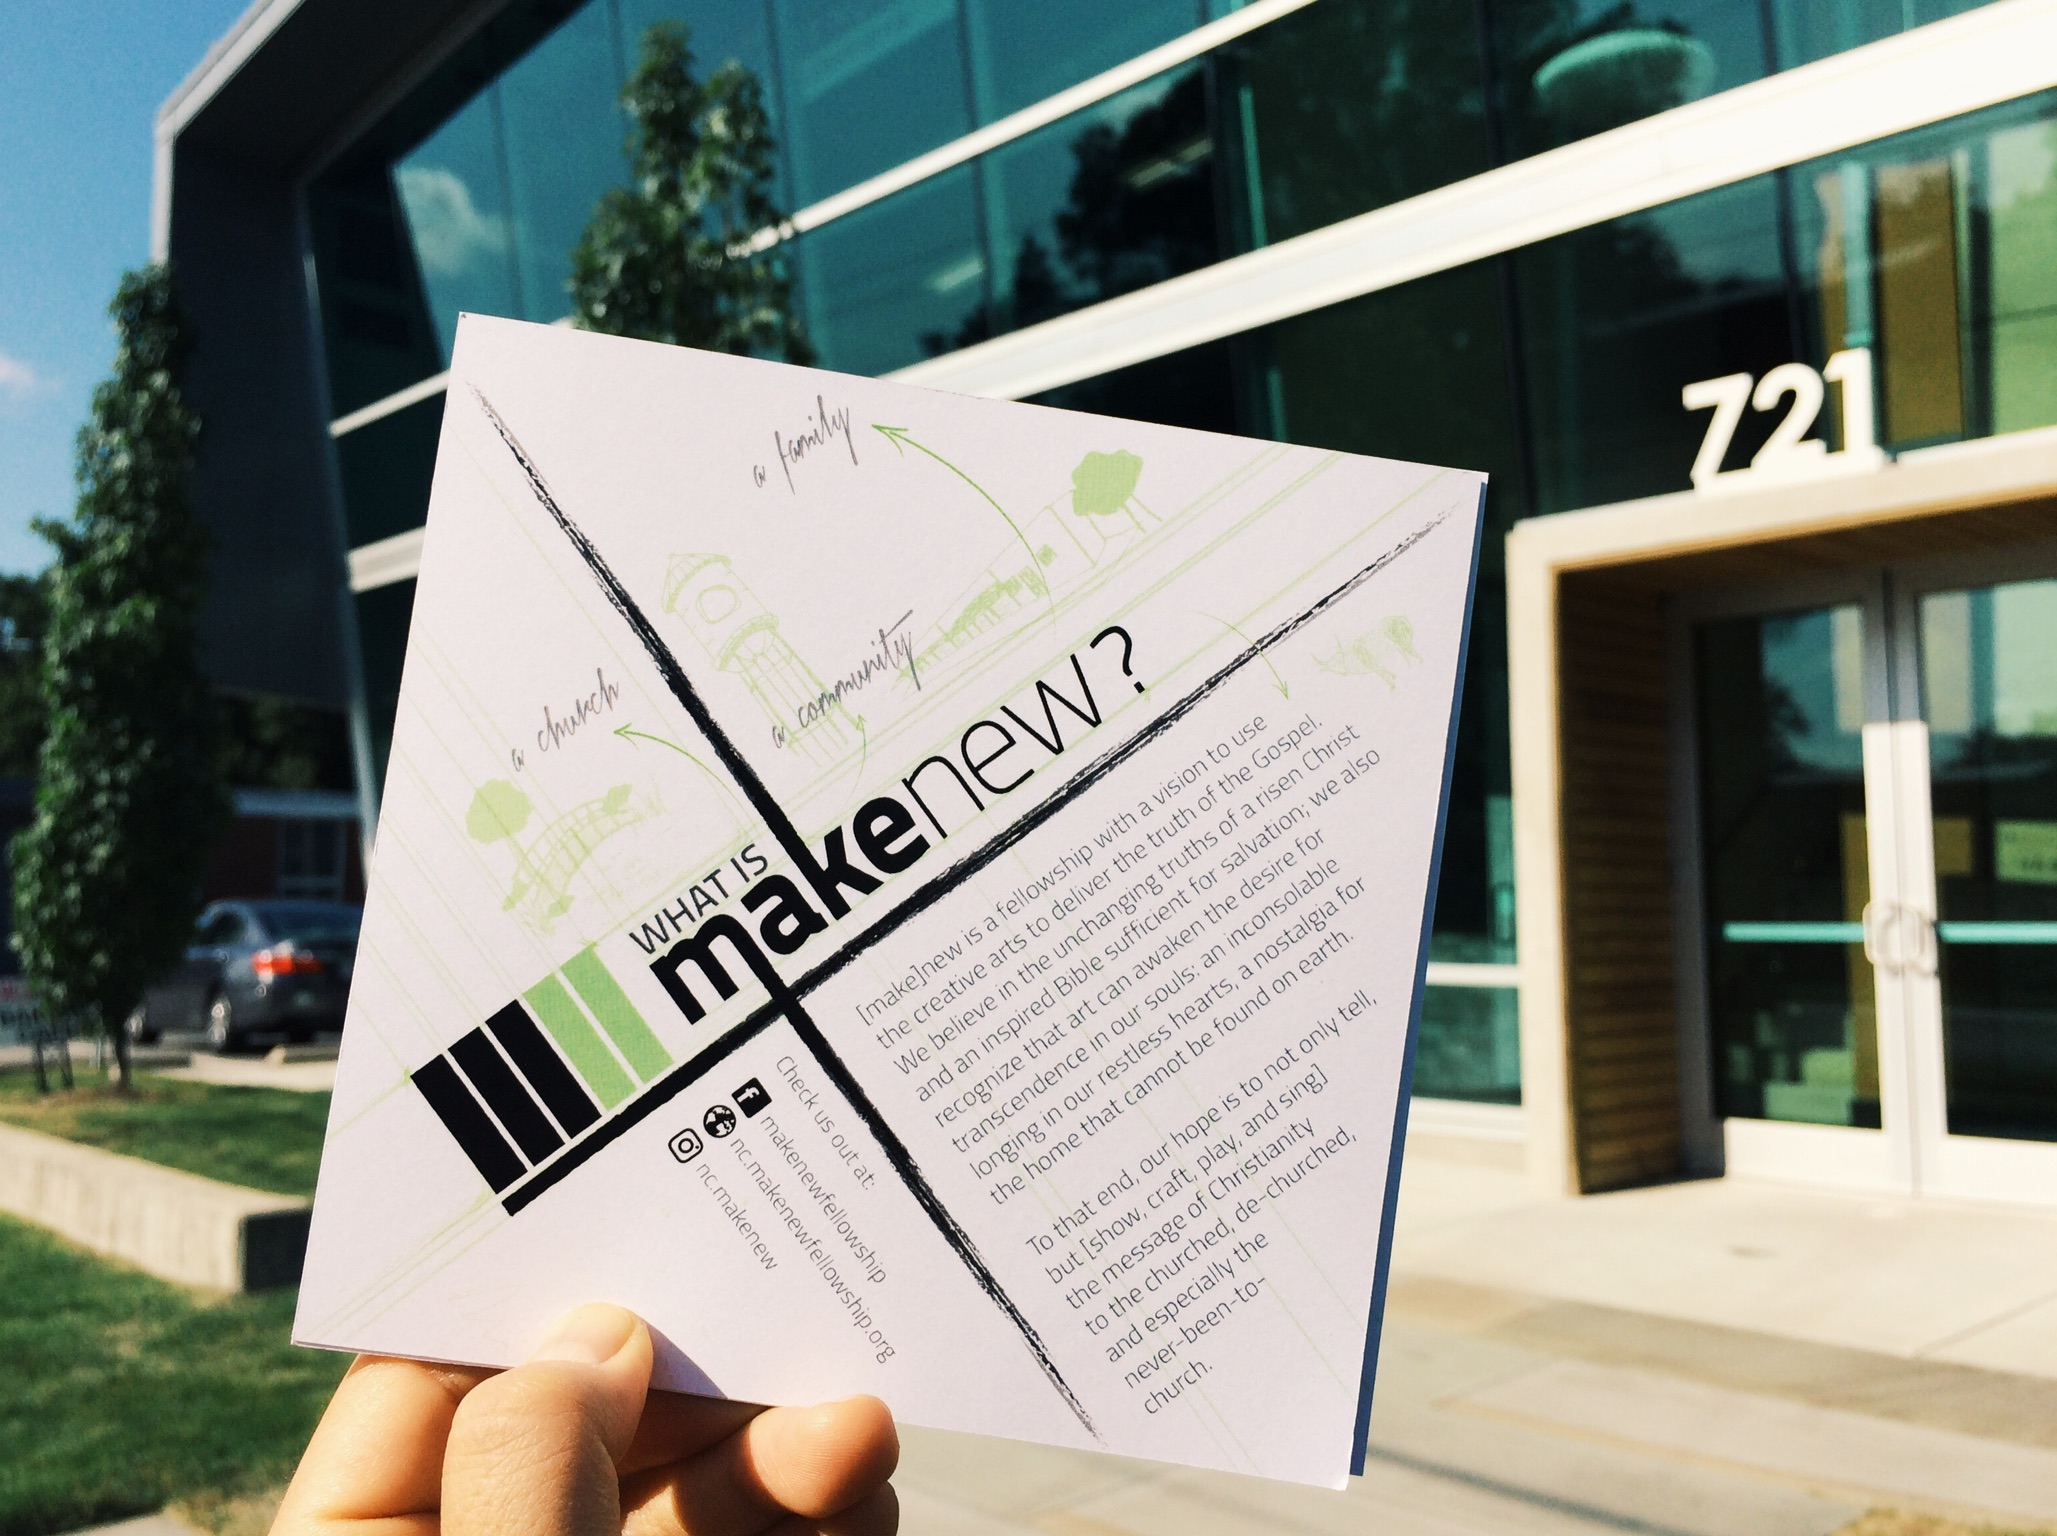 a family
a community
a church
WHAT IS
makenew?
[make]new is a fellowship with a vision to use
the creative arts to deliver the truth of the Gospel.
We believe in the unchanging truths of a risen Christ
and an inspired Bible sufficient for salvation; we also
recognize that art can awaken the desire for
transcendence in our souls: an inconsolable
longing in our restless hearts, a nostalgia for
the home that cannot be found on earth.
To that end, our hope is to not only tell,
but [show, craft, play, and sing]
the message of Christianity
to the churched, de-churched,
and especially the
never-been-to-
church.
Check us out at:
makenewfellowship
nc.makenewfellowship.org
nc.makenew
721